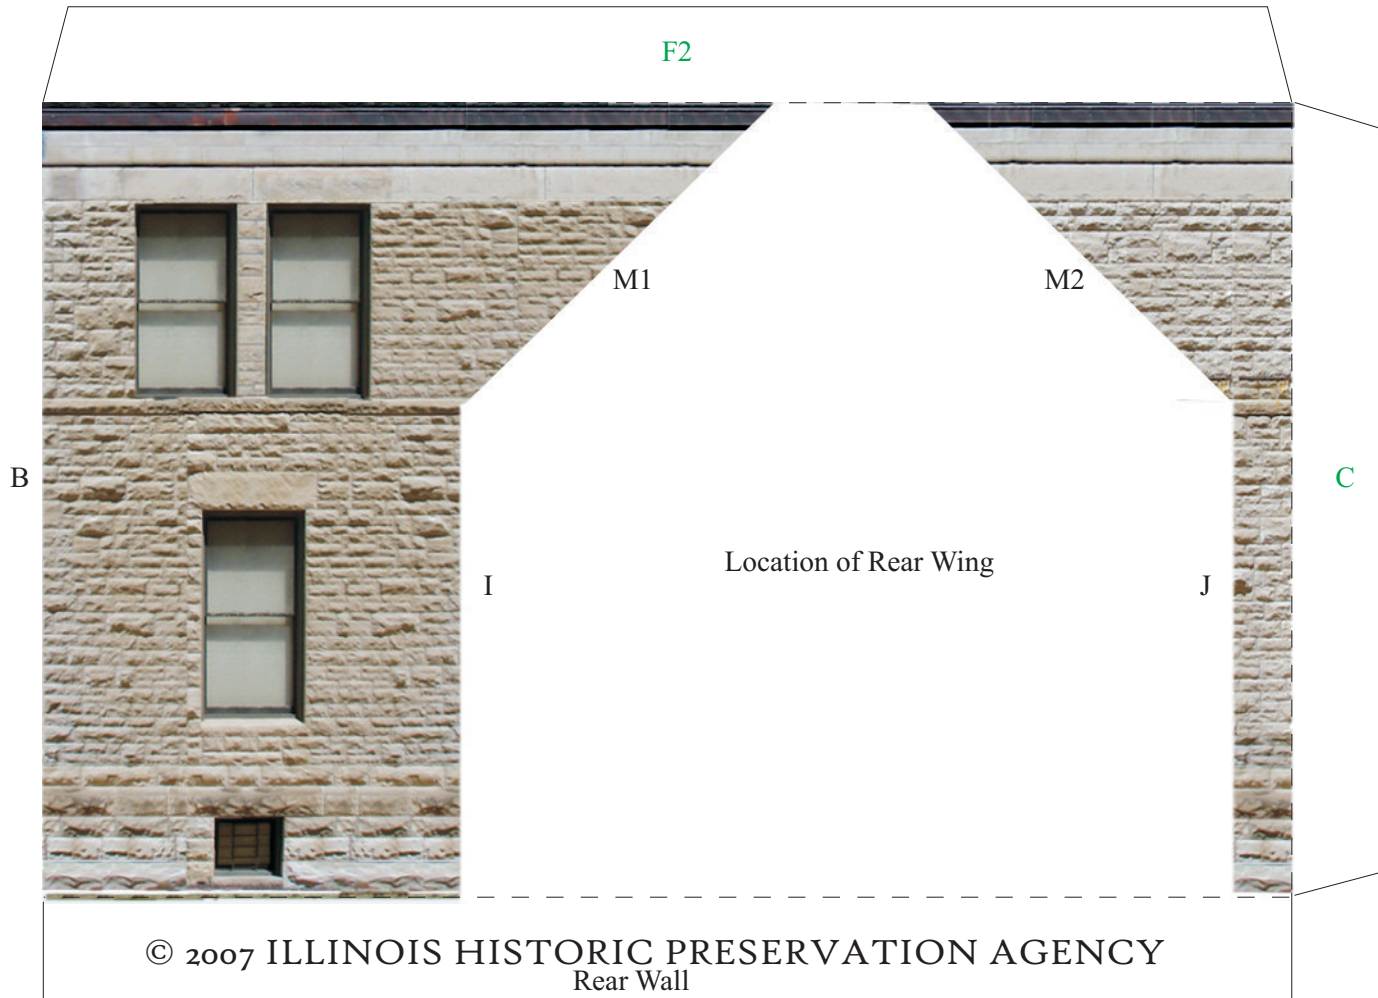 F2
M1
M2
B
C
Location of Rear Wing
I
J
© 2007 ILLINOIS HISTORIC PRESERVATION AGENCY
Rear Wall